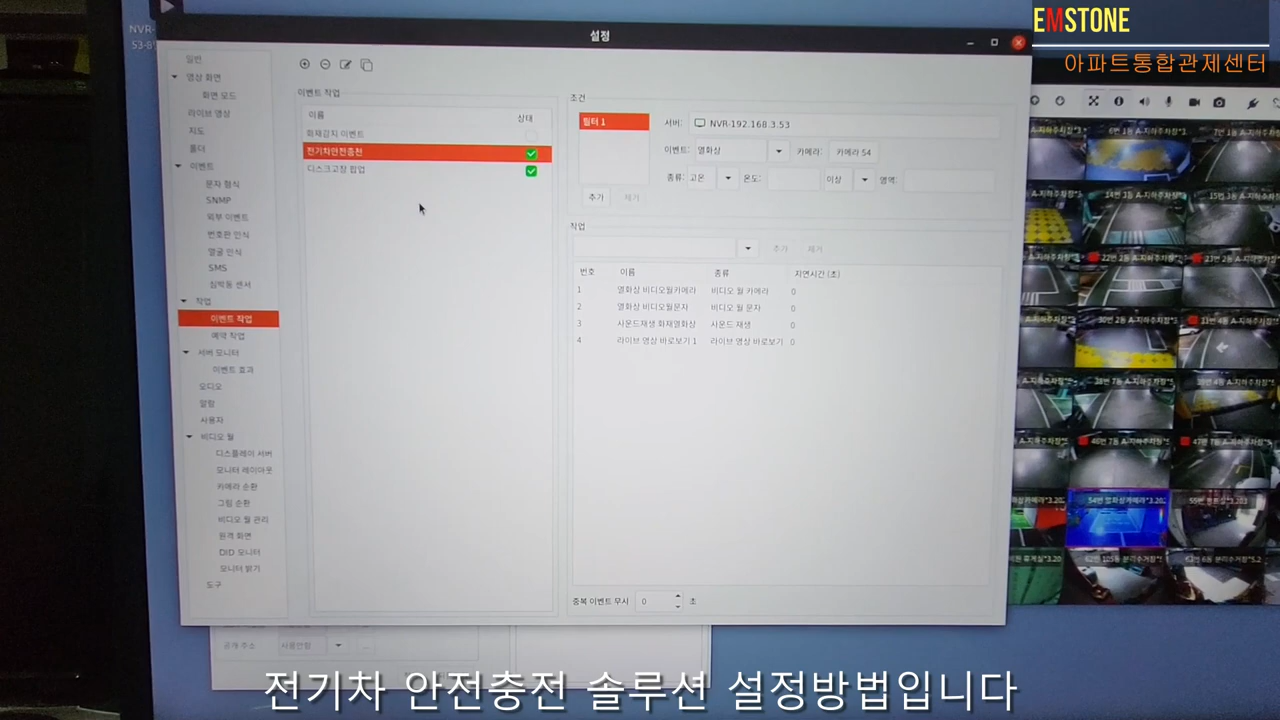 EMSTONE
아파트통합관제센터
NVR-
설정
일반
영상 화면
화면 모드
라이브 영상
지도
폴더
이벤트
문자 형식
SNMP
외부 이벤트
번호판 인식
얼굴 인식
SMS
심박동 센서
작업
이벤트 작업
예약 작업
서버 모니터
이벤트 효과
오디오
알람
사용자
비디오 월
디스플레이 서버
모니터 레이아웃
카메라 순환
그림 순환
비디오 월 관리
원격 화면
DID 모니터
모니터 밝기
도구
이벤트 작업
이름 상태
화재감지 이벤트
전기차안전충전
디스크고장 팝업
조건
필터 1
서버: NVR-192.168.3.53
이벤트: 열화상 카메라: 카메라 54
종류: 고온 온도: 이상 영역:
추가 제거
작업
추가 제거
번호 이름 종류 지연시간 (초)
1 열화상 비디오월카메라 비디오 월 카메라 0
2 열화상 비디오월문자 비디오 월 문자 0
3 사운드재생 화재열화상 사운드 재생 0
4 라이브 영상 바로보기 1 라이브 영상 바로보기 0
중복 이벤트 무시 0 초
공개 주소 사용안함
전기차 안전충전 솔루션 설정방법입니다